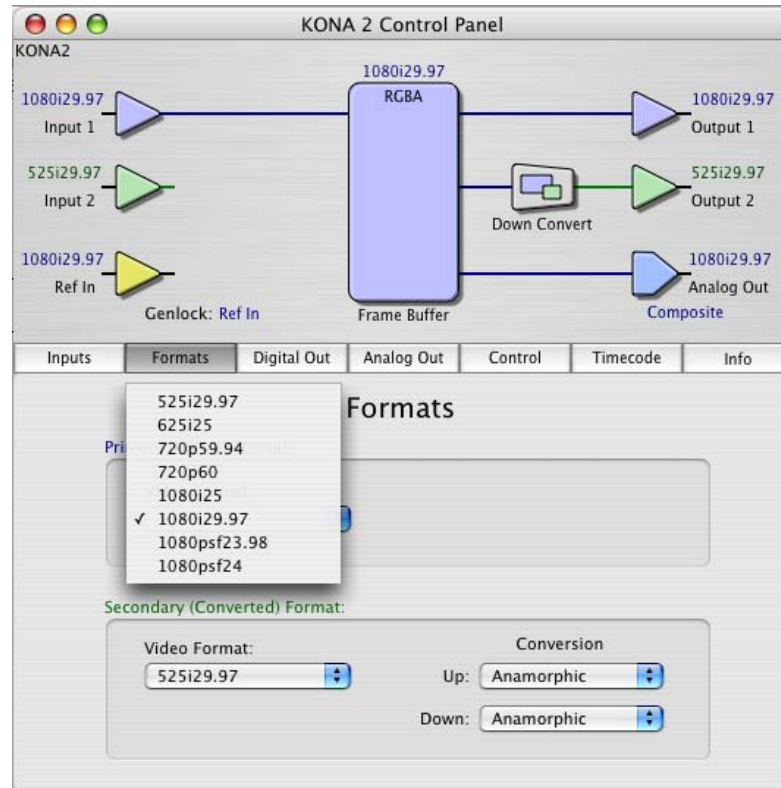 KONA 2 Control Panel
KONA2
1080i29.97
RGBA
1080i29.97
Input 1
1080i29.97
Output 1
525i29.97
Input 2
525i29.97
Output 2
Down Convert
1080i29.97
Ref In
1080i29.97
Analog Out
Genlock: Ref In
Frame Buffer
Composite
Inputs
Formats
Digital Out
Analog Out
Control
Timecode
Info
Formats
Pri
525i29.97
625i25
720p59.94
720p60
1080i25
✓ 1080i29.97
1080psf23.98
1080psf24
Secondary (Converted) Format:
Video Format:
525i29.97
Conversion
Up: Anamorphic
Down: Anamorphic